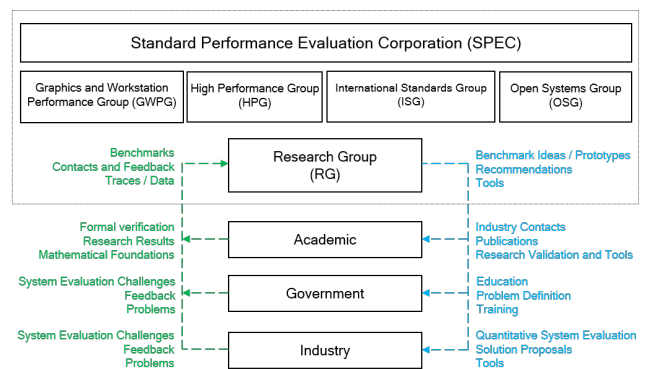 Standard Performance Evaluation Corporation (SPEC)
Graphics and Workstation
Performance Group (GWPG)
High Performance Group
(HPG)
International Standards Group
(ISG)
Open Systems Group
(OSG)
Benchmarks
Contacts and Feedback
Traces / Data
Research Group
(RG)
Benchmark Ideas / Prototypes
Recommendations
Tools
Formal verification
Research Results
Mathematical Foundations
Academic
Industry Contacts
Publications
Research Validation and Tools
System Evaluation Challenges
Feedback
Problems
Government
Education
Problem Definition
Training
System Evaluation Challenges
Feedback
Problems
Industry
Quantitative System Evaluation
Solution Proposals
Tools